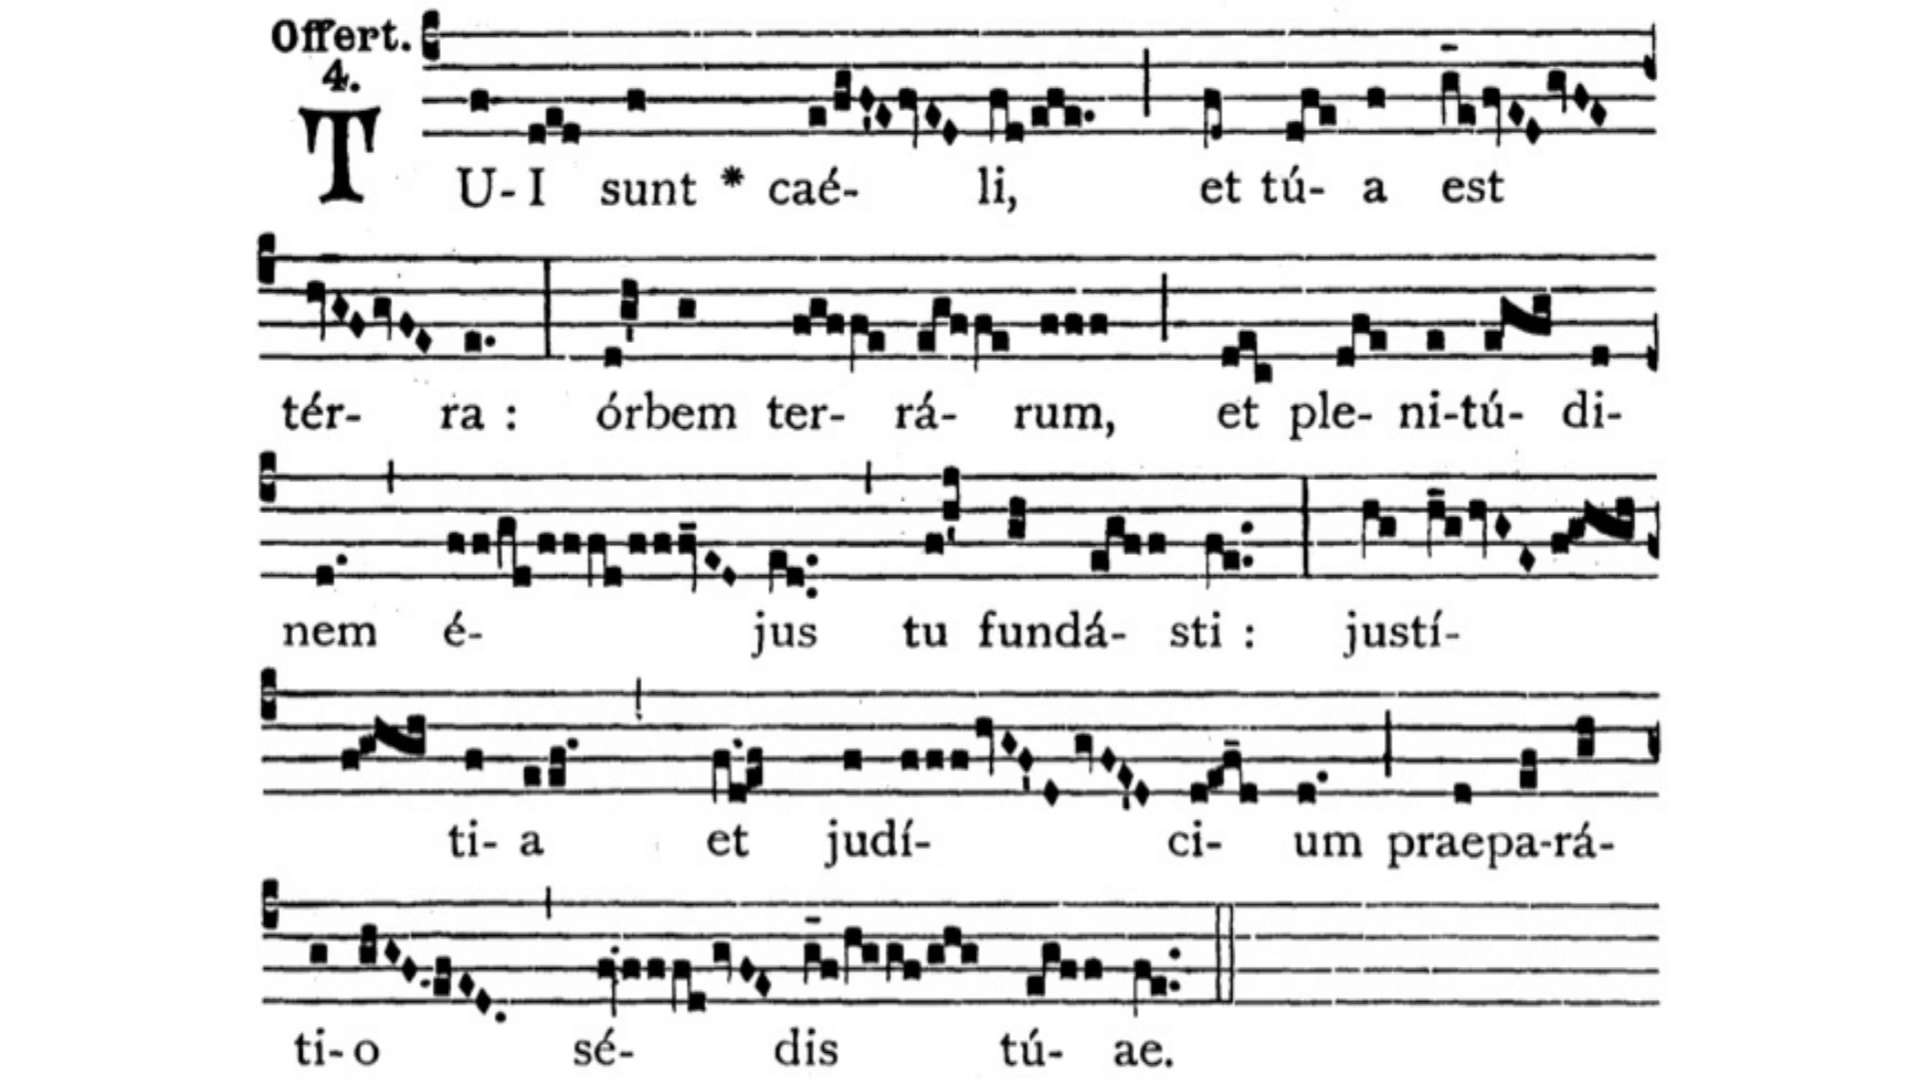 Offert.
4.
TU-I sunt * caé- li, et tú- a est
tér- ra : órbem ter- rá- rum, et ple- ni-tú- di-
nem é- jus tu fundá- sti : justí-
ti- a et judí- ci- um praepa-rá-
ti-o sé- dis tú- ae.